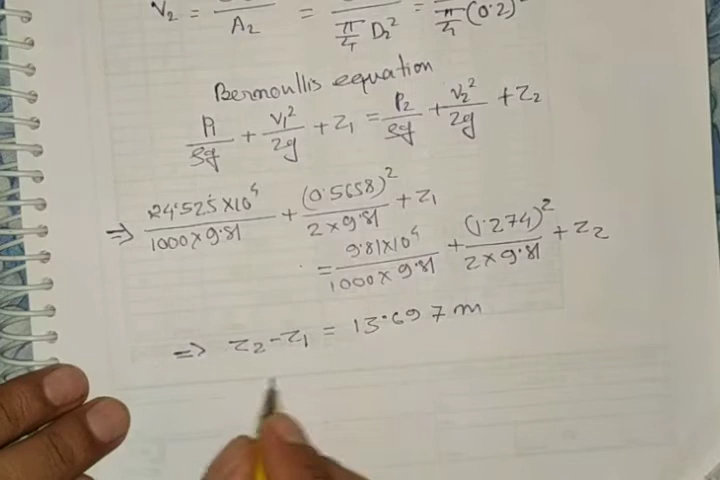 V₂ = /A₂ = /(π/4 D₂²) = /(π/4 (0.2)²
Bernoullis equation
P₁/ρg + V₁²/2g + Z₁ = P₂/ρg + V₂²/2g + Z₂
⇒ 24.525×10⁴/1000×9.81 + (0.5658)²/2×9.81 + Z₁
= 9.81×10⁴/1000×9.81 + (1.274)²/2×9.81 + Z₂
⇒ Z₂-Z₁ = 13.697 m